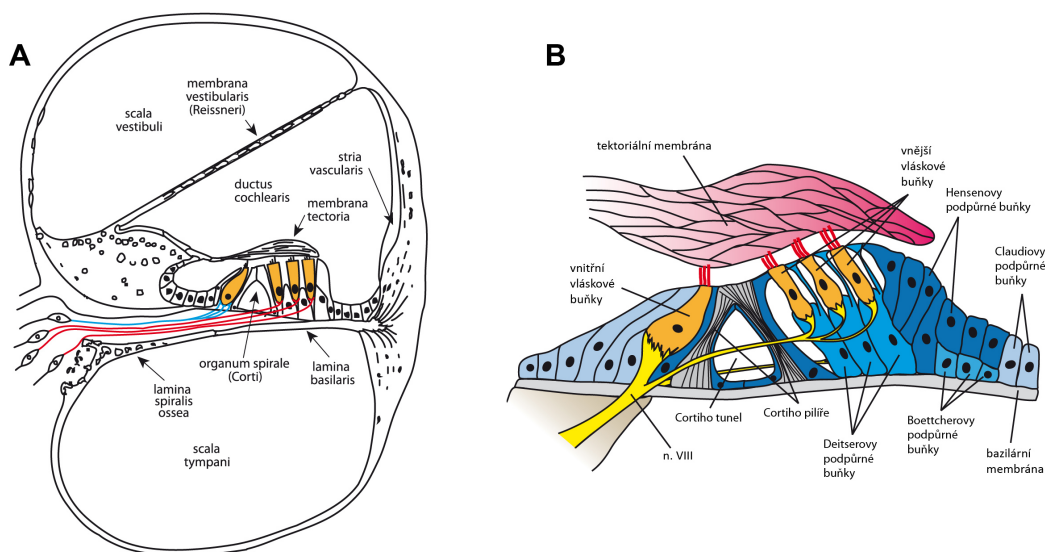 A
membrana
vestibularis
(Reissneri)
scala
vestibuli
stria
vascularis
ductus
cochlearis
membrana
tectoria
organum spirale
(Corti)
lamina
basilaris
lamina
spiralis
ossea
scala
tympani
B
tektoriální membrána
vnější
vláskové
buňky
Hensenovy
podpůrné buňky
Claudiovy
podpůrné
buňky
vnitřní
vláskové
buňky
Cortiho tunel
Cortiho pilíře
n. VIII
Deitserovy
podpůrné
buňky
Boettcherovy
podpůrné
buňky
bazilární
membrána